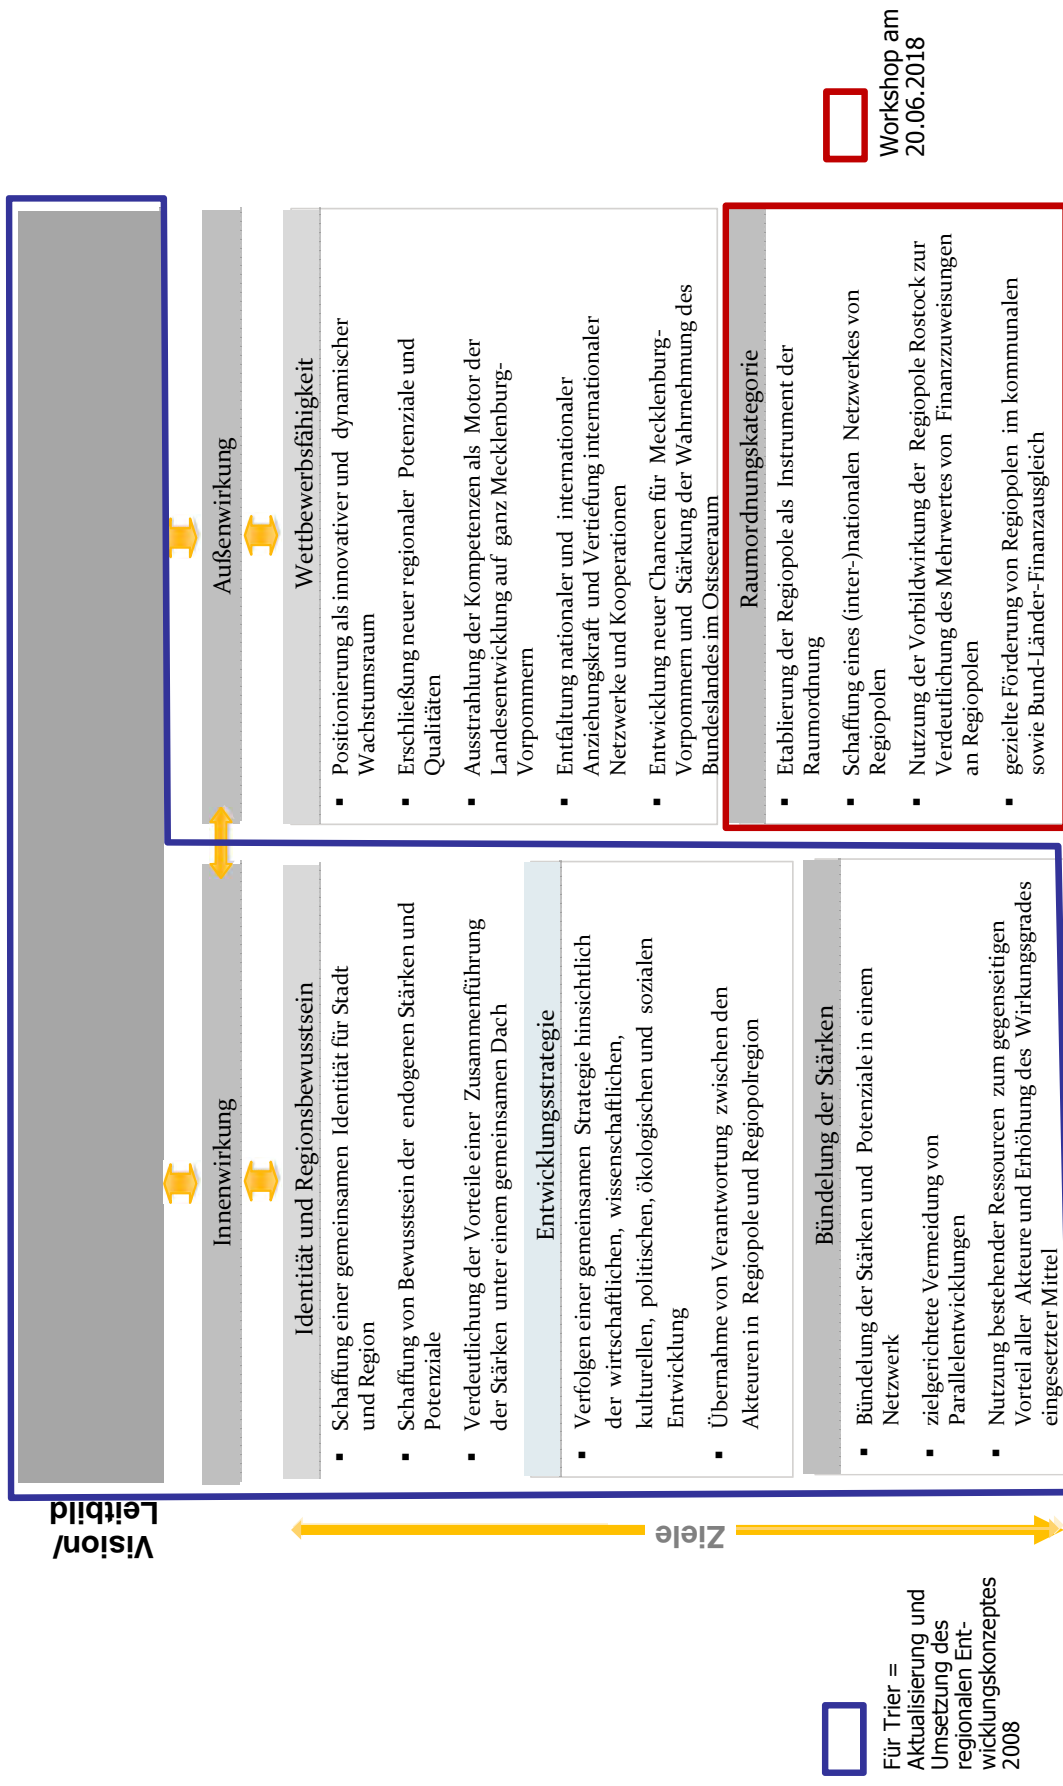 Vision/
Leitbild
Innenwirkung
Außenwirkung
Ziele
Identität und Regionsbewusstsein
▪ Schaffung einer gemeinsamen Identität für Stadt
und Region
▪ Schaffung von Bewusstsein der endogenen Stärken und
Potenziale
▪ Verdeutlichung der Vorteile einer Zusammenführung
der Stärken unter einem gemeinsamen Dach
Entwicklungsstrategie
▪ Verfolgen einer gemeinsamen Strategie hinsichtlich
der wirtschaftlichen, wissenschaftlichen,
kulturellen, politischen, ökologischen und sozialen
Entwicklung
▪ Übernahme von Verantwortung zwischen den
Akteuren in Regiopole und Regiopolregion
Bündelung der Stärken
▪ Bündelung der Stärken und Potenziale in einem
Netzwerk
▪ zielgerichtete Vermeidung von
Parallelentwicklungen
▪ Nutzung bestehender Ressourcen zum gegenseitigen
Vorteil aller Akteure und Erhöhung des Wirkungsgrades
eingesetzter Mittel
Wettbewerbsfähigkeit
▪ Positionierung als innovativer und dynamischer
Wachstumsraum
▪ Erschließung neuer regionaler Potenziale und
Qualitäten
▪ Ausstrahlung der Kompetenzen als Motor der
Landesentwicklung auf ganz Mecklenburg-
Vorpommern
▪ Entfaltung nationaler und internationaler
Anziehungskraft und Vertiefung internationaler
Netzwerke und Kooperationen
▪ Entwicklung neuer Chancen für Mecklenburg-
Vorpommern und Stärkung der Wahrnehmung des
Bundeslandes im Ostseeraum
Raumordnungskategorie
▪ Etablierung der Regiopole als Instrument der
Raumordnung
▪ Schaffung eines (inter-)nationalen Netzwerkes von
Regiopolen
▪ Nutzung der Vorbildwirkung der Regiopole Rostock zur
Verdeutlichung des Mehrwertes von Finanzzuweisungen
an Regiopolen
▪ gezielte Förderung von Regiopolen im kommunalen
sowie Bund-Länder-Finanzausgleich
Für Trier =
Aktualisierung und
Umsetzung des
regionalen Ent-
wicklungskonzeptes
2008
Workshop am
20.06.2018